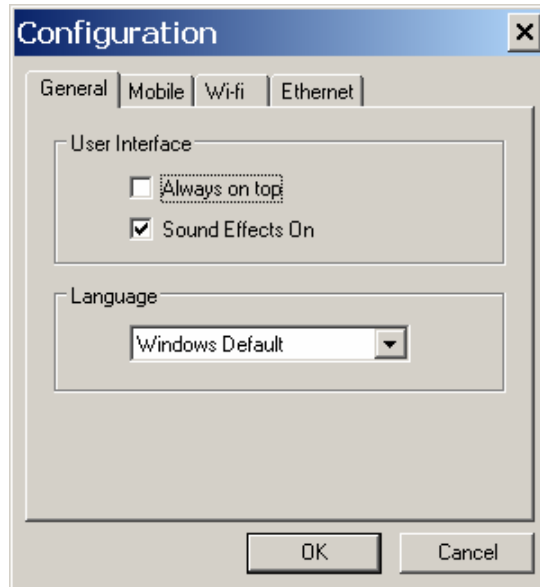 Configuration
General Mobile Wi-fi Ethernet
User Interface
Always on top
Sound Effects On
Language
Windows Default
OK Cancel